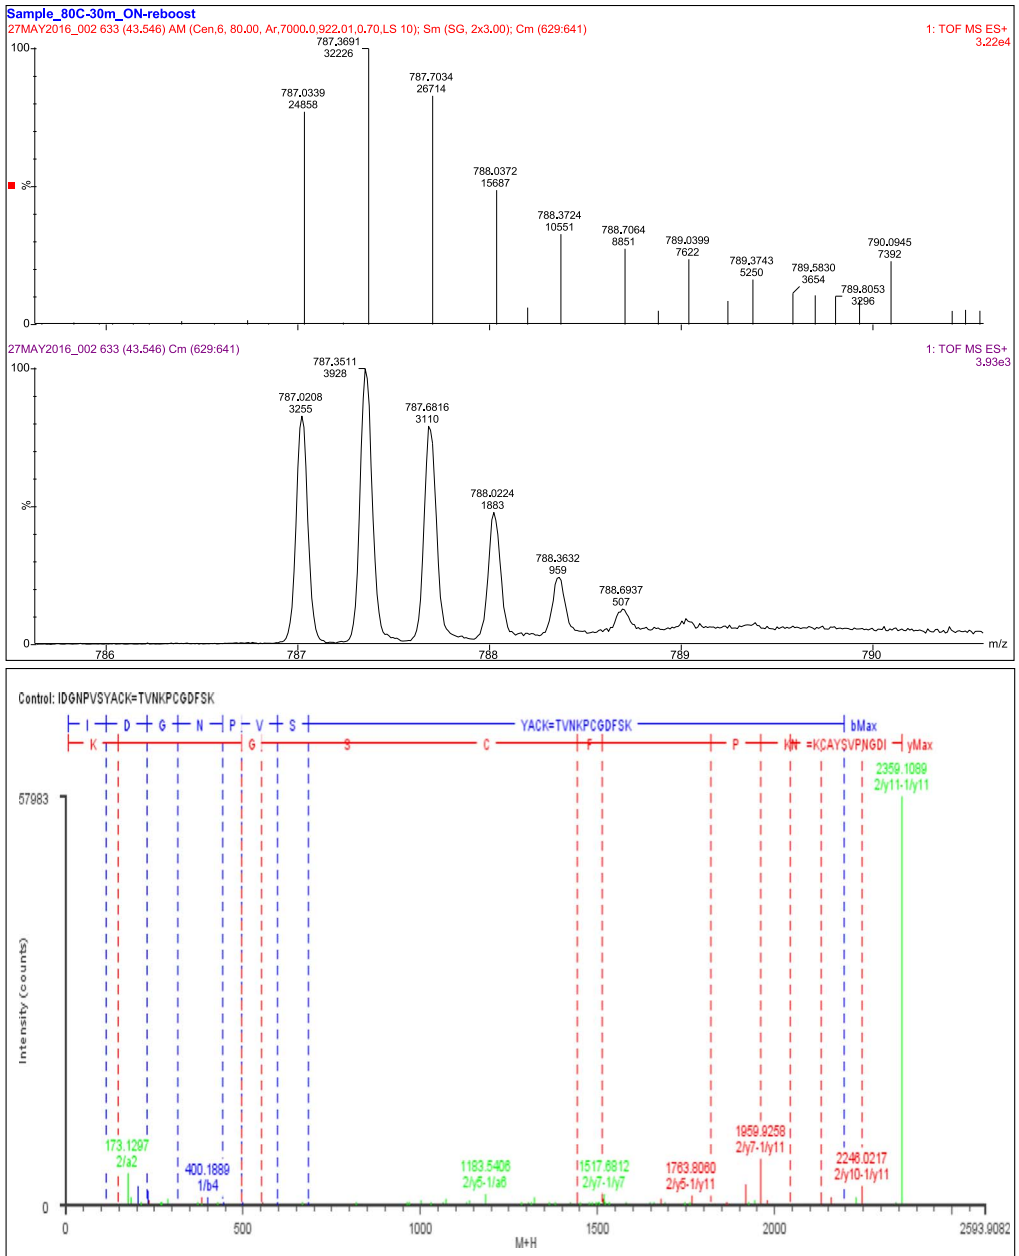 Sample_80C-30m_ON-reboost
27MAY2016_002 633 (43.546) AM (Cen,6, 80.00, Ar,7000.0,922.01,0.70,LS 10); Sm (SG, 2x3.00); Cm (629:641)
1: TOF MS ES+
3.22e4
100
787.3691
32226
787.0339
24858
787.7034
26714
788.0372
15687
788.3724
10551
788.7064
8851
789.0399
7622
789.3743
5250
789.5830
3654
789.8053
3296
790.0945
7392
%
0
27MAY2016_002 633 (43.546) Cm (629:641)
1: TOF MS ES+
3.93e3
100
787.3511
3928
787.0208
3255
787.6816
3110
788.0224
1883
788.3632
959
788.6937
507
%
0
786 787 788 789 790 m/z
Control: IDGNPVSYACK=TVNKPCGDFSK
I D G N P V S YACK=TVNKPCGDFSK bMax
K G S C F P KN =KCAYSVPNGDI yMax
2359.1089
2/y11-1/y11
57983
Intensity (counts)
173.1297
2/a2
400.1889
1/b4
1183.5406
2/y5-1/a6
1517.6812
2/y7-1/y7
1763.8060
2/y5-1/y11
1959.9258
2/y7-1/y11
2246.0217
2/y10-1/y11
0
0 500 1000 1500 2000 2593.9082
M+H